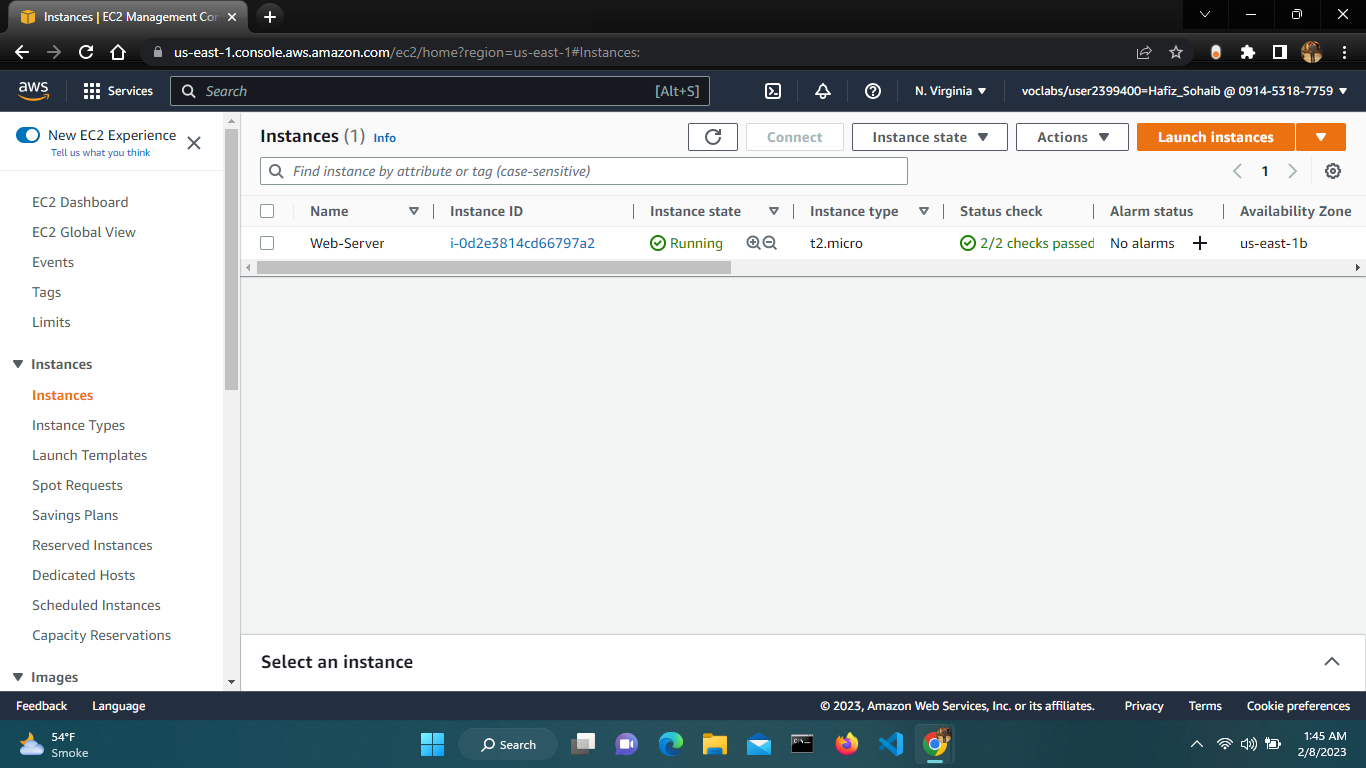 Instances | EC2 Management Con
us-east-1.console.aws.amazon.com/ec2/home?region=us-east-1#Instances:
aws
Services
Search
[Alt+S]
N. Virginia
voclabs/user2399400=Hafiz_Sohaib @ 0914-5318-7759
New EC2 Experience
Tell us what you think
EC2 Dashboard
EC2 Global View
Events
Tags
Limits
Instances
Instances
Instance Types
Launch Templates
Spot Requests
Savings Plans
Reserved Instances
Dedicated Hosts
Scheduled Instances
Capacity Reservations
Images
Instances (1) Info
Connect
Instance state
Actions
Launch instances
Find instance by attribute or tag (case-sensitive)
1
Name Instance ID Instance state Instance type Status check Alarm status Availability Zone
Web-Server i-0d2e3814cd66797a2 Running t2.micro 2/2 checks passed No alarms + us-east-1b
Select an instance
Feedback Language © 2023, Amazon Web Services, Inc. or its affiliates. Privacy Terms Cookie preferences
54°F
Smoke
Search
1:45 AM
2/8/2023